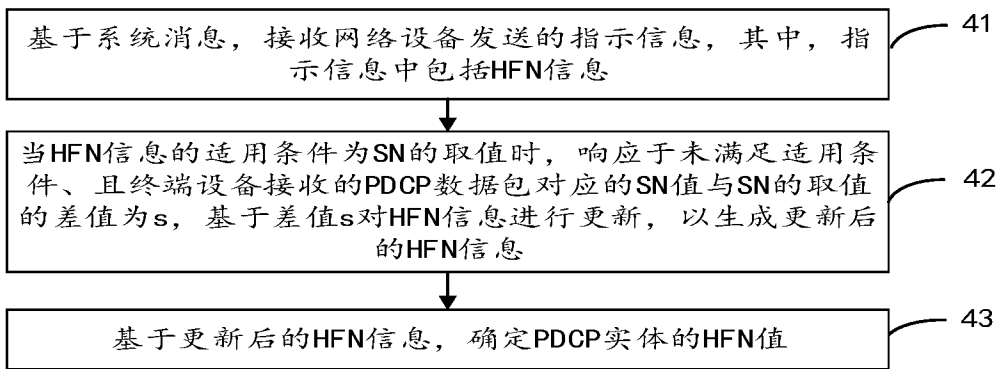 基于系统消息，接收网络设备发送的指示信息，其中，指
示信息中包括HFN信息
41
当HFN信息的适用条件为SN的取值时，响应于未满足适用条
件、且终端设备接收的PDCP数据包对应的SN值与SN的取值
的差值为s，基于差值s对HFN信息进行更新，以生成更新后
的HFN信息
42
基于更新后的HFN信息，确定PDCP实体的HFN值
43